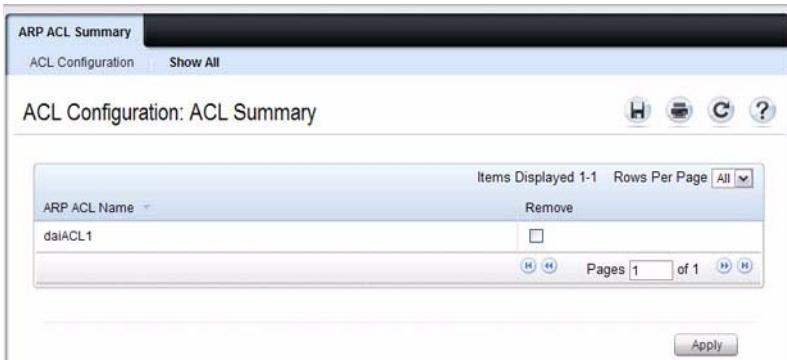 ARP ACL Summary
ACL Configuration Show All
ACL Configuration: ACL Summary
Items Displayed 1-1 Rows Per Page All
ARP ACL Name Remove
daiACL1
Pages 1 of 1
Apply